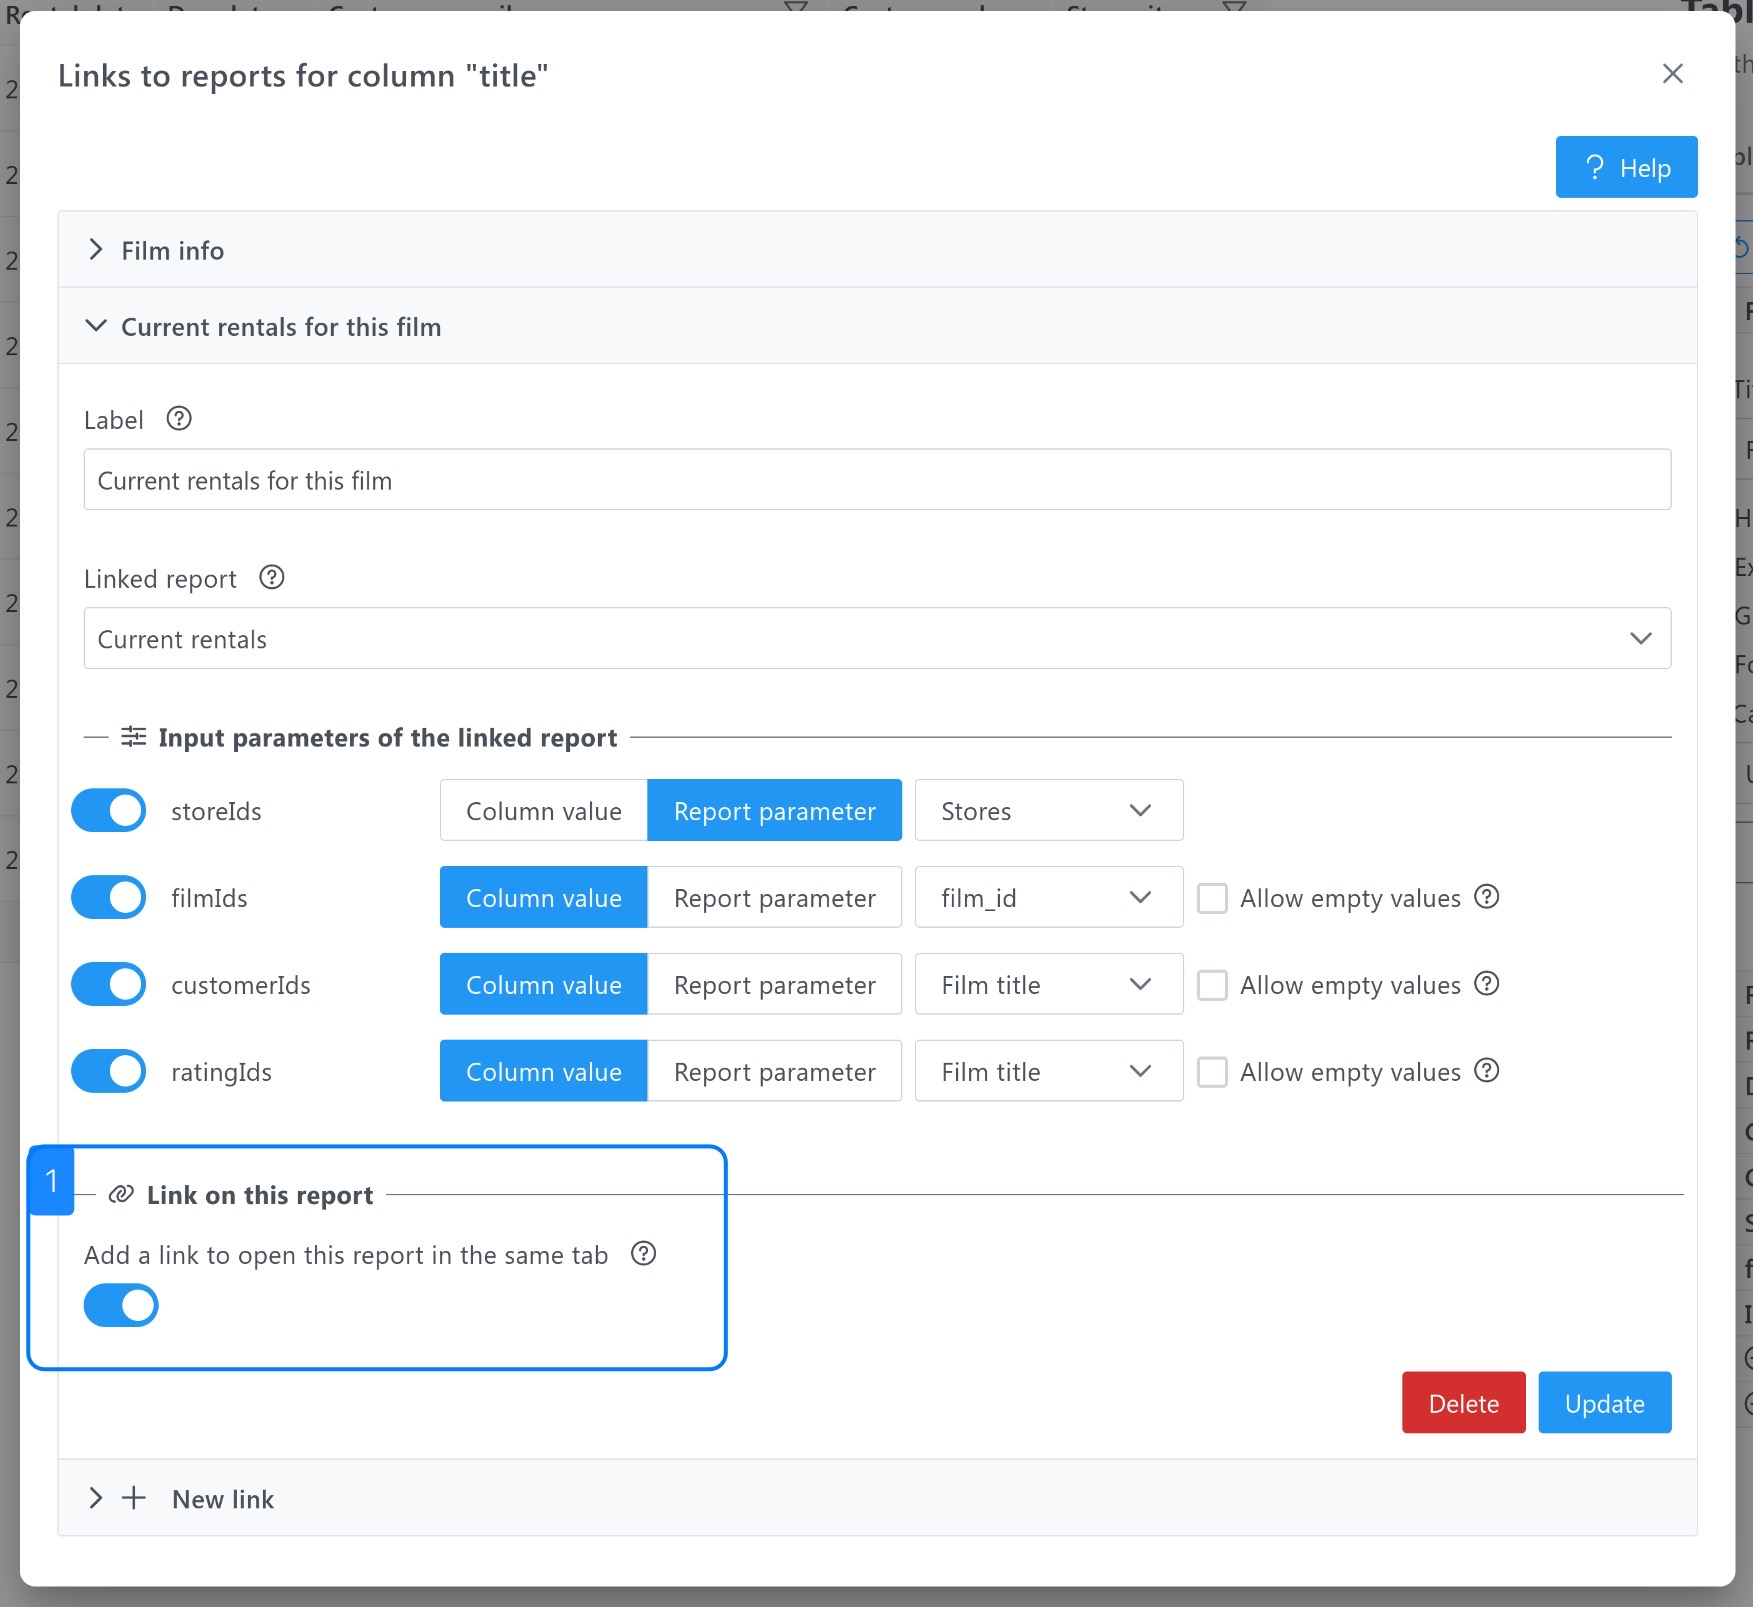 Links to reports for column "title"
? Help
Film info
Current rentals for this film
Label
Current rentals for this film
Linked report
Current rentals
Input parameters of the linked report
storeIds Column value Report parameter Stores
filmIds Column value Report parameter film_id Allow empty values
customerIds Column value Report parameter Film title Allow empty values
ratingIds Column value Report parameter Film title Allow empty values
1
Link on this report
Add a link to open this report in the same tab
Delete Update
New link